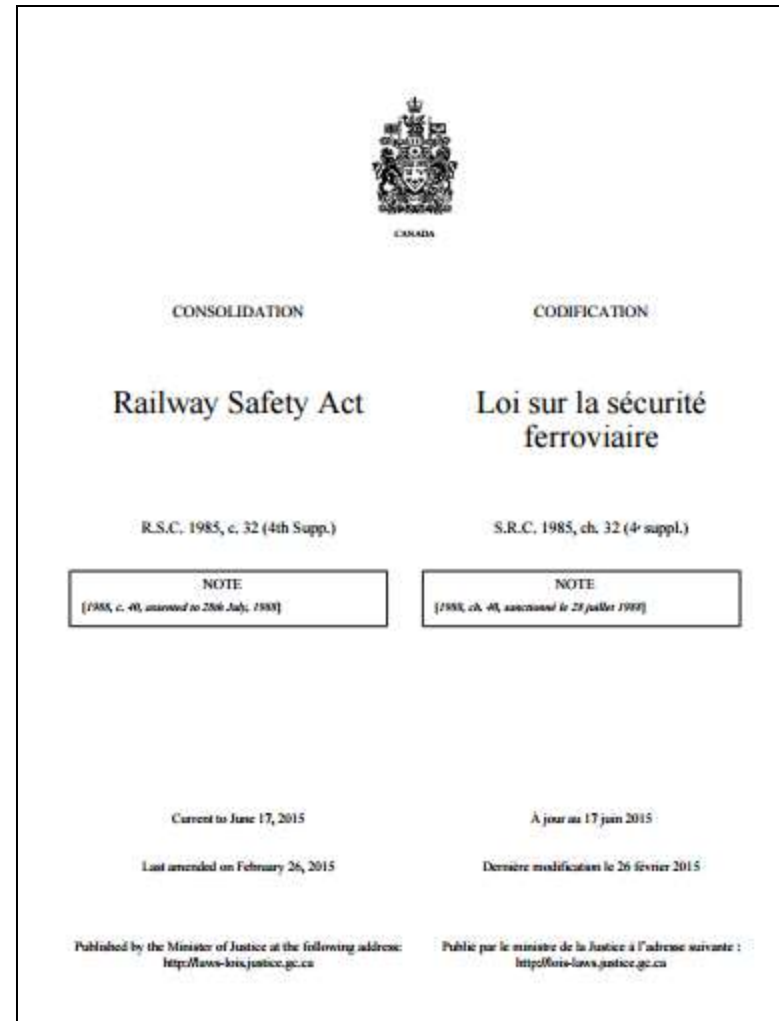 CANADA
CONSOLIDATION
Railway Safety Act
R.S.C. 1985, c. 32 (4th Supp.)
NOTE
[1988, c. 40, assented to 28th July, 1988]
Current to June 17, 2015
Last amended on February 26, 2015
Published by the Minister of Justice at the following address:
http://laws-lois.justice.gc.ca
CODIFICATION
Loi sur la sécurité
ferroviaire
S.R.C. 1985, ch. 32 (4e suppl.)
NOTE
[1988, ch. 40, sanctionné le 28 juillet 1988]
À jour au 17 juin 2015
Dernière modification le 26 février 2015
Publié par le ministre de la Justice à l'adresse suivante :
http://lois-laws.justice.gc.ca